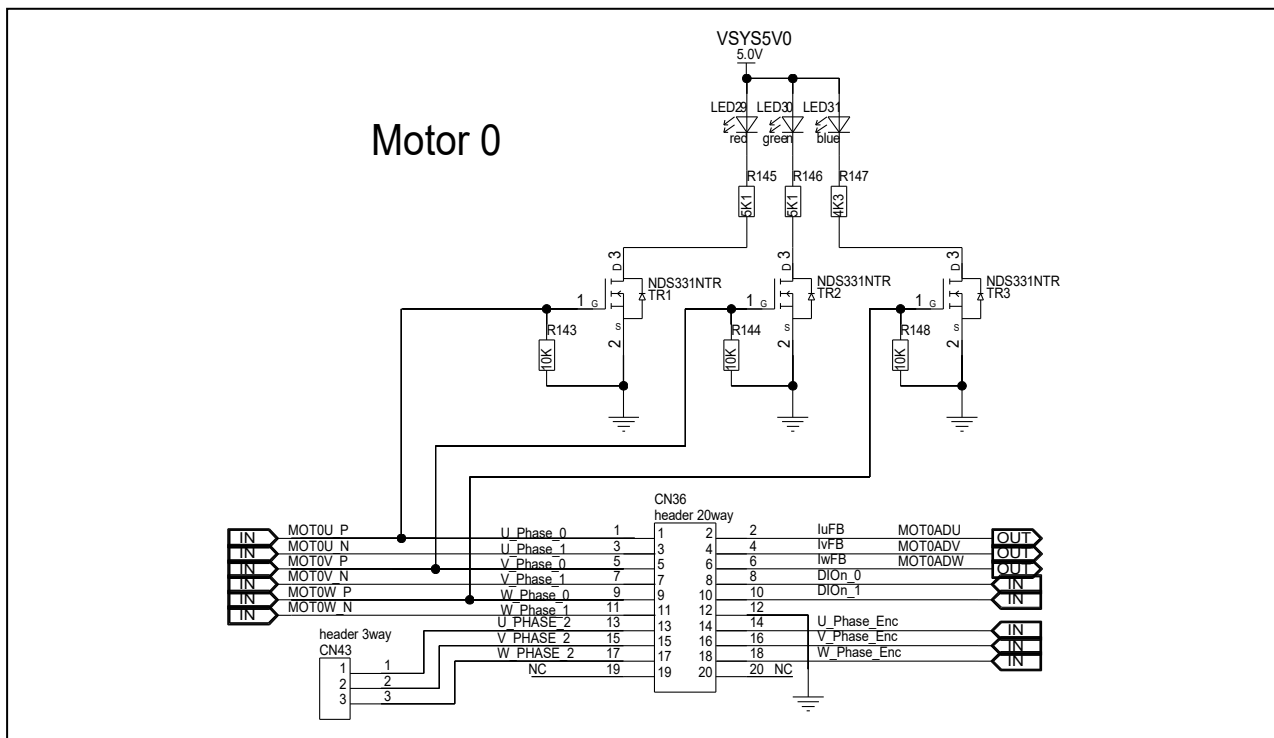 VSYS5V0
5.0V
Motor 0
LED29 LED30 LED31
red green blue
R145 R146 R147
5K1 5K1 4K3
3 D 3 D 3 D
NDS331NTR NDS331NTR NDS331NTR
TR1 TR2 TR3
1 G 1 G 1 G
R143 R144 R148
S S S
2 2 2
10K 10K 10K
CN36
header 20way
IN MOT0U_P U_Phase_0 1 1 2 2 IuFB MOT0ADU OUT
IN MOT0U_N U_Phase_1 3 3 4 4 IvFB MOT0ADV OUT
IN MOT0V_P V_Phase_0 5 5 6 6 IwFB MOT0ADW OUT
IN MOT0V_N V_Phase_1 7 7 8 8 DIOn_0 IN
IN MOT0W_P W_Phase_0 9 9 10 10 DIOn_1 IN
IN MOT0W_N W_Phase_1 11 11 12 12
U_PHASE_2 13 13 14 14 U_Phase_Enc IN
V_PHASE_2 15 15 16 16 V_Phase_Enc IN
W_PHASE_2 17 17 18 18 W_Phase_Enc IN
NC 19 19 20 20 NC
header 3way
CN43
1 1
2 2
3 3